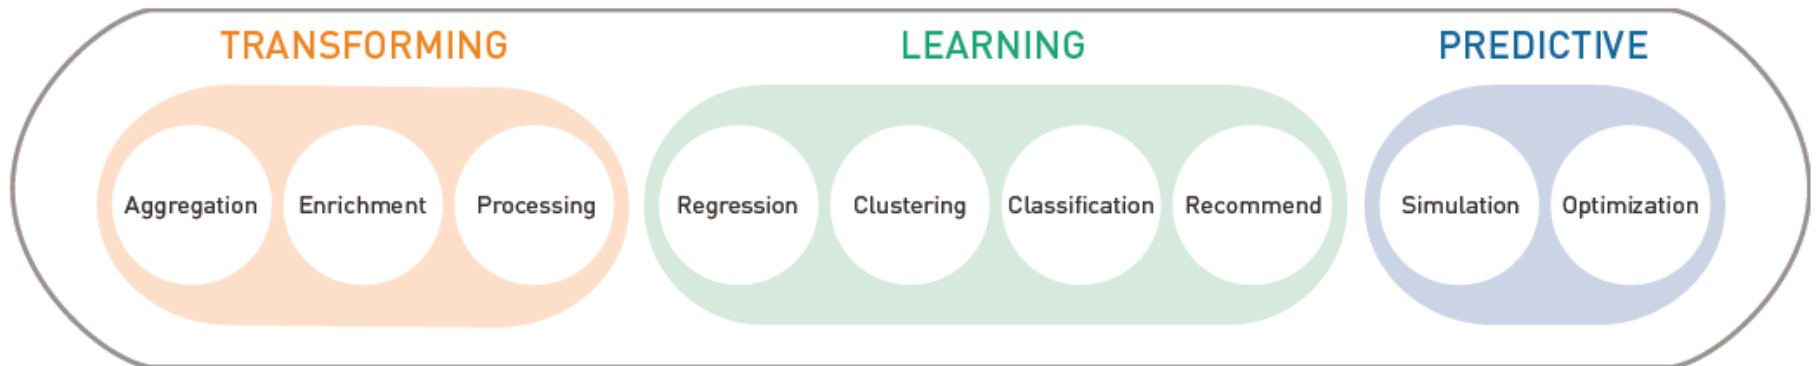 TRANSFORMING
LEARNING
PREDICTIVE
Aggregation
Enrichment
Processing
Regression
Clustering
Classification
Recommend
Simulation
Optimization